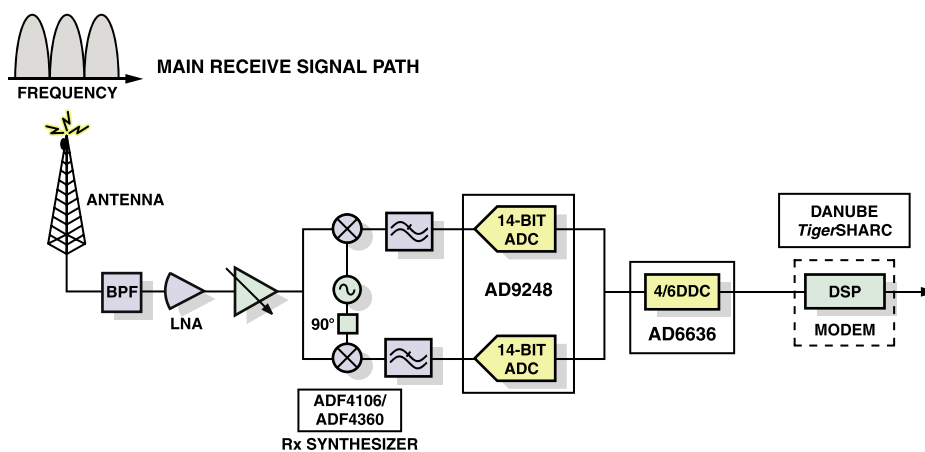 MAIN RECEIVE SIGNAL PATH
FREQUENCY
ANTENNA
BPF
LNA
90°
ADF4106/
ADF4360
Rx SYNTHESIZER
14-BIT
ADC
AD9248
14-BIT
ADC
4/6DDC
AD6636
DANUBE
TigerSHARC
DSP
MODEM